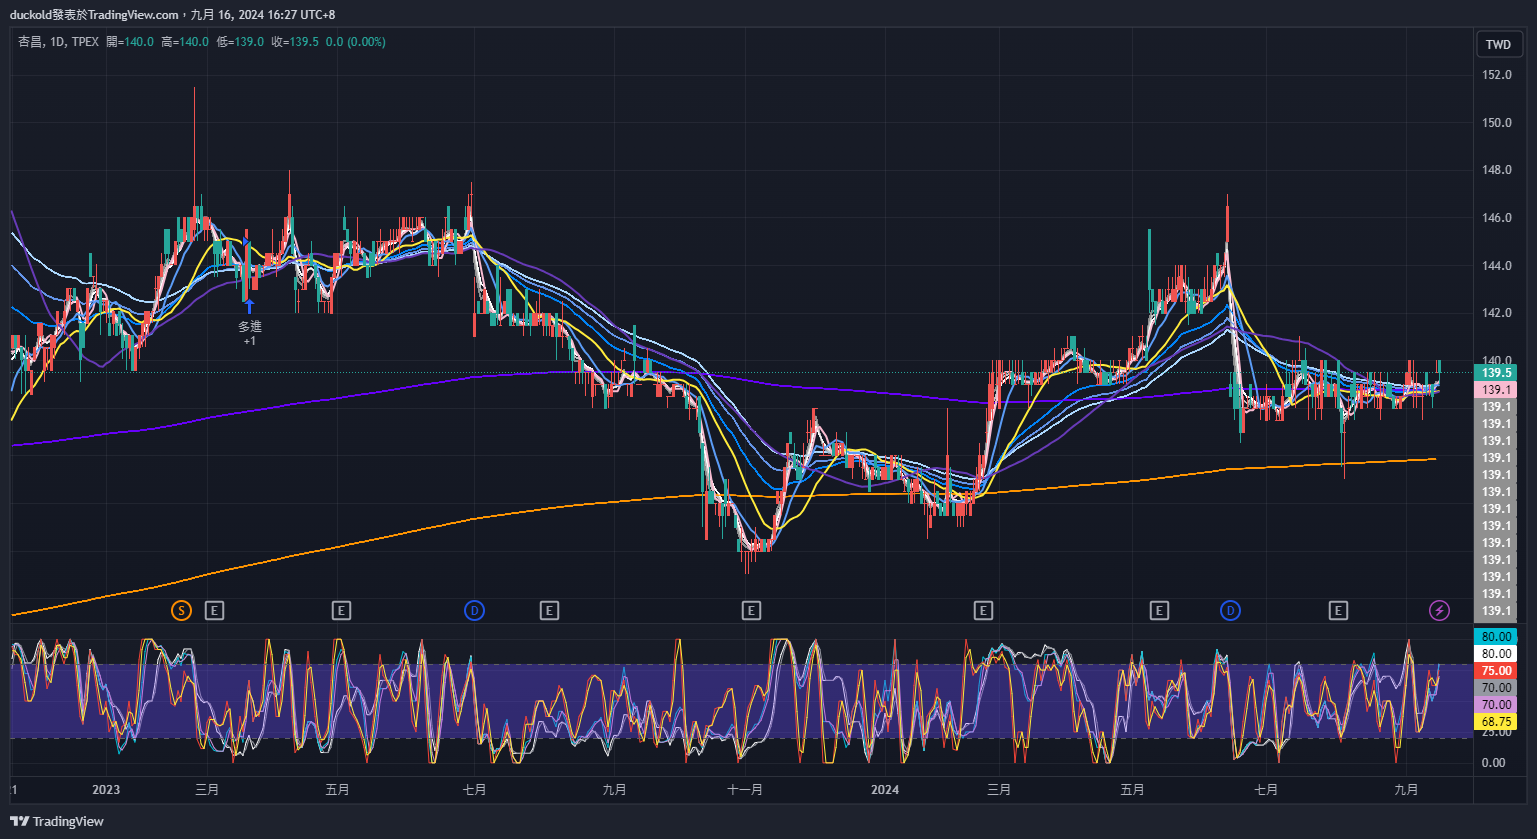 duckold發表於TradingView.com，九月 16, 2024 16:27 UTC+8
杏昌, 1D, TPEX 開=140.0 高=140.0 低=139.0 收=139.5 0.0 (0.00%)
TWD
152.0
150.0
148.0
146.0
144.0
142.0
140.0
139.5
139.1
139.1
139.1
139.1
139.1
139.1
139.1
139.1
139.1
139.1
139.1
139.1
139.1
139.1
多進
+1
S
E
E
D
E
E
E
E
D
E
80.00
80.00
75.00
70.00
70.00
68.75
25.00
0.00
2023
三月
五月
七月
九月
十一月
2024
三月
五月
七月
九月
TradingView